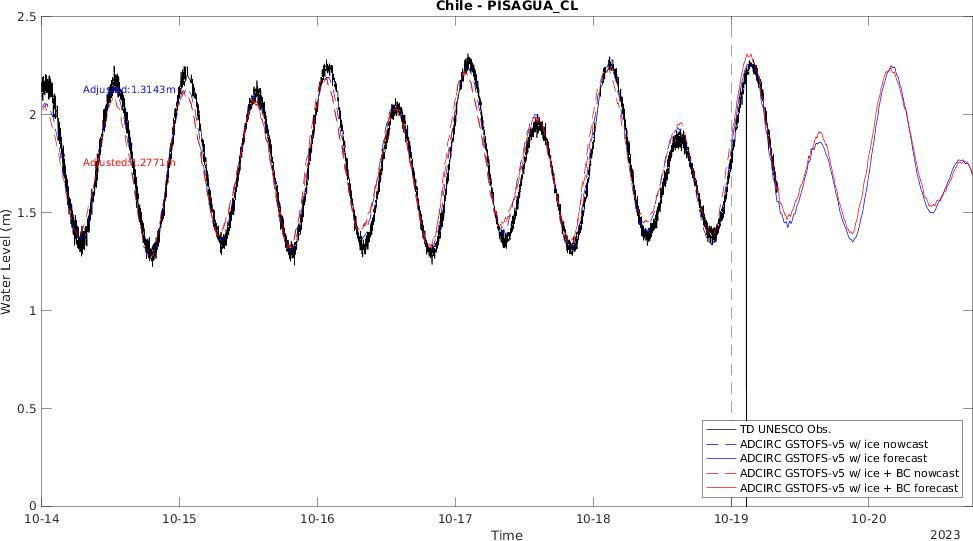 Chile - PISAGUA_CL
2.5
2
1.5
1
0.5
0
Water Level (m)
Adjusted:1.3143m
Adjusted:1.2771m
TD UNESCO Obs.
ADCIRC GSTOFS-v5 w/ ice nowcast
ADCIRC GSTOFS-v5 w/ ice forecast
ADCIRC GSTOFS-v5 w/ ice + BC nowcast
ADCIRC GSTOFS-v5 w/ ice + BC forecast
10-14 10-15 10-16 10-17 10-18 10-19 10-20
Time
2023